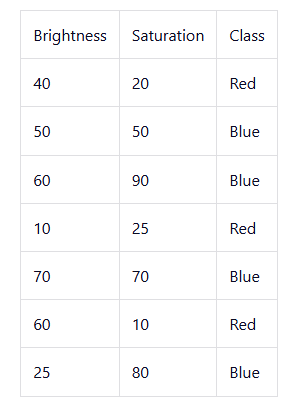 Brightness Saturation Class
40 20 Red
50 50 Blue
60 90 Blue
10 25 Red
70 70 Blue
60 10 Red
25 80 Blue